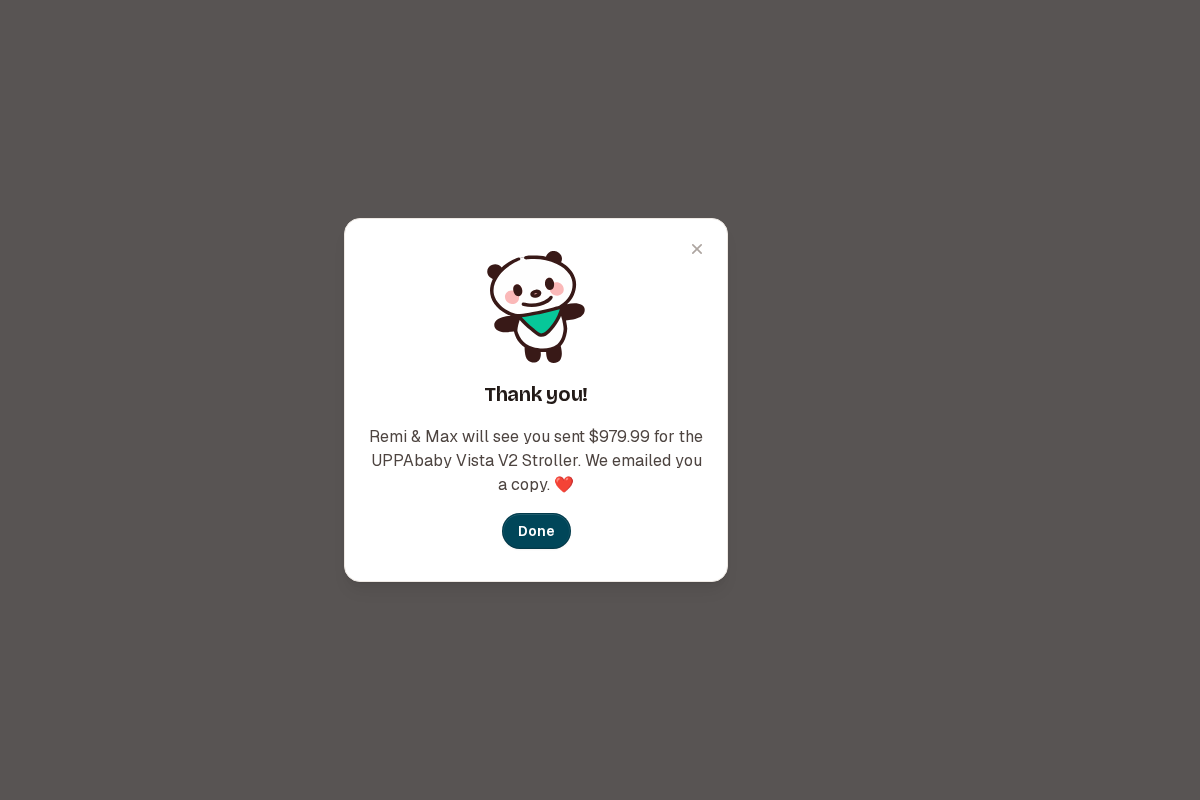 Thank you!
Remi & Max will see you sent $979.99 for the
UPPAbaby Vista V2 Stroller. We emailed you
a copy. ❤️
Done